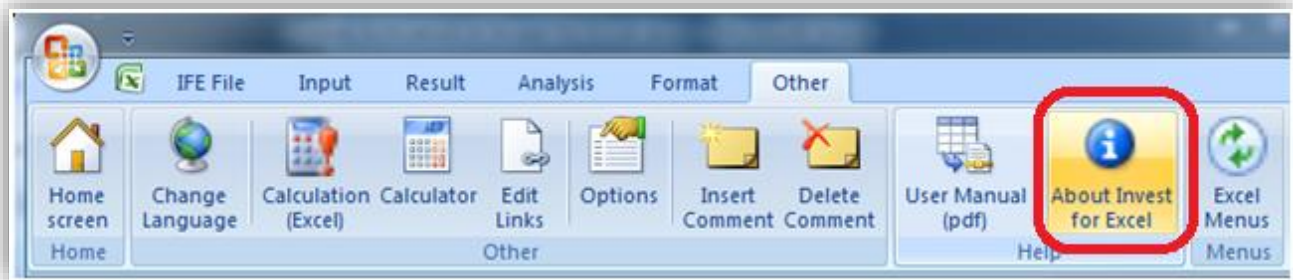 IFE File Input Result Analysis Format Other
Home Change Calculation Calculator Edit Options Insert Delete User Manual About Invest Excel
screen Language (Excel) Links Comment Comment (pdf) for Excel Menus
Home Other Help Menus